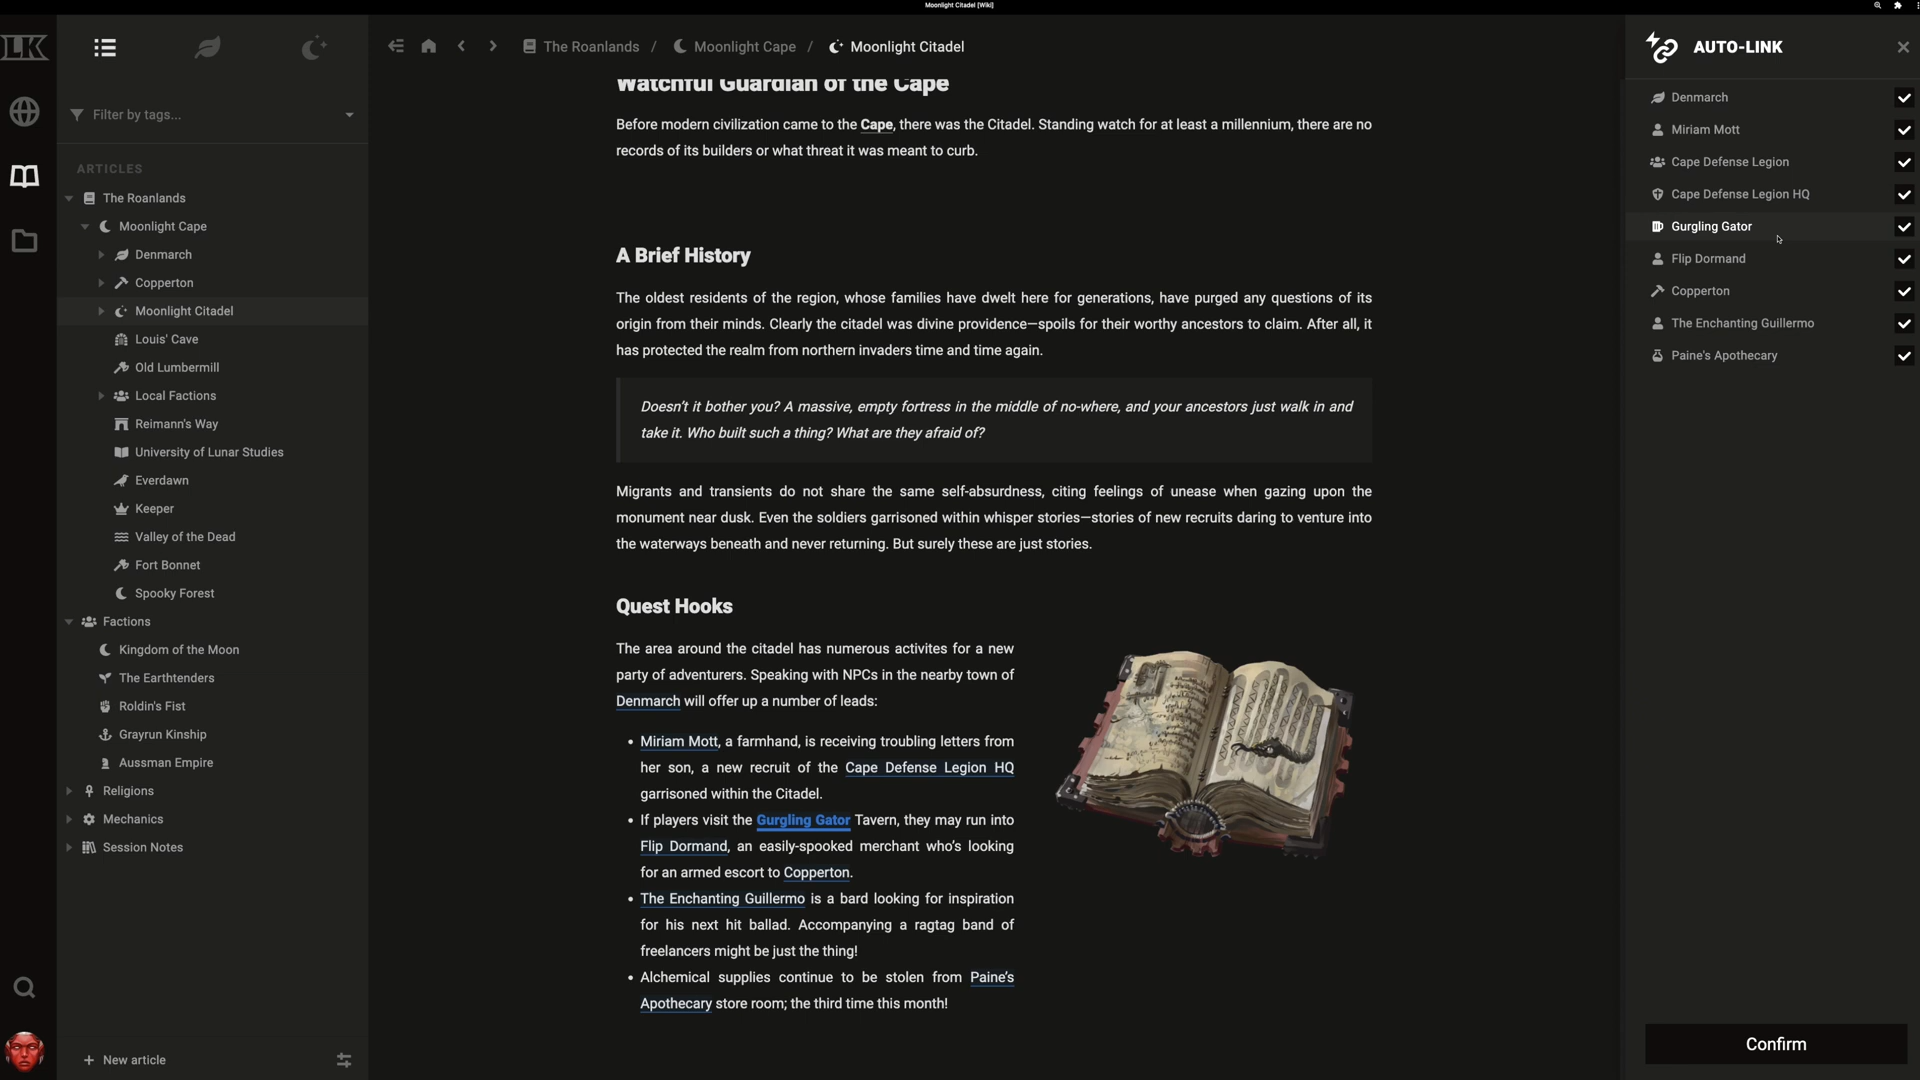 Moonlight Citadel [Wiki]
LK
Filter by tags...
ARTICLES
The Roanlands
Moonlight Cape
Denmarch
Copperton
Moonlight Citadel
Louis' Cave
Old Lumbermill
Local Factions
Reimann's Way
University of Lunar Studies
Everdawn
Keeper
Valley of the Dead
Fort Bonnet
Spooky Forest
Factions
Kingdom of the Moon
The Earthtenders
Roldin's Fist
Grayrun Kinship
Aussman Empire
Religions
Mechanics
Session Notes
+ New article
The Roanlands / Moonlight Cape / Moonlight Citadel
Watchful Guardian of the Cape
Before modern civilization came to the Cape, there was the Citadel. Standing watch for at least a millennium, there are no
records of its builders or what threat it was meant to curb.
A Brief History
The oldest residents of the region, whose families have dwelt here for generations, have purged any questions of its
origin from their minds. Clearly the citadel was divine providence—spoils for their worthy ancestors to claim. After all, it
has protected the realm from northern invaders time and time again.
Doesn't it bother you? A massive, empty fortress in the middle of no-where, and your ancestors just walk in and
take it. Who built such a thing? What are they afraid of?
Migrants and transients do not share the same self-absurdness, citing feelings of unease when gazing upon the
monument near dusk. Even the soldiers garrisoned within whisper stories—stories of new recruits daring to venture into
the waterways beneath and never returning. But surely these are just stories.
Quest Hooks
The area around the citadel has numerous activites for a new
party of adventurers. Speaking with NPCs in the nearby town of
Denmarch will offer up a number of leads:
• Miriam Mott, a farmhand, is receiving troubling letters from
her son, a new recruit of the Cape Defense Legion HQ
garrisoned within the Citadel.
• If players visit the Gurgling Gator Tavern, they may run into
Flip Dormand, an easily-spooked merchant who's looking
for an armed escort to Copperton.
• The Enchanting Guillermo is a bard looking for inspiration
for his next hit ballad. Accompanying a ragtag band of
freelancers might be just the thing!
• Alchemical supplies continue to be stolen from Paine's
Apothecary store room; the third time this month!
AUTO-LINK
Denmarch
Miriam Mott
Cape Defense Legion
Cape Defense Legion HQ
Gurgling Gator
Flip Dormand
Copperton
The Enchanting Guillermo
Paine's Apothecary
Confirm